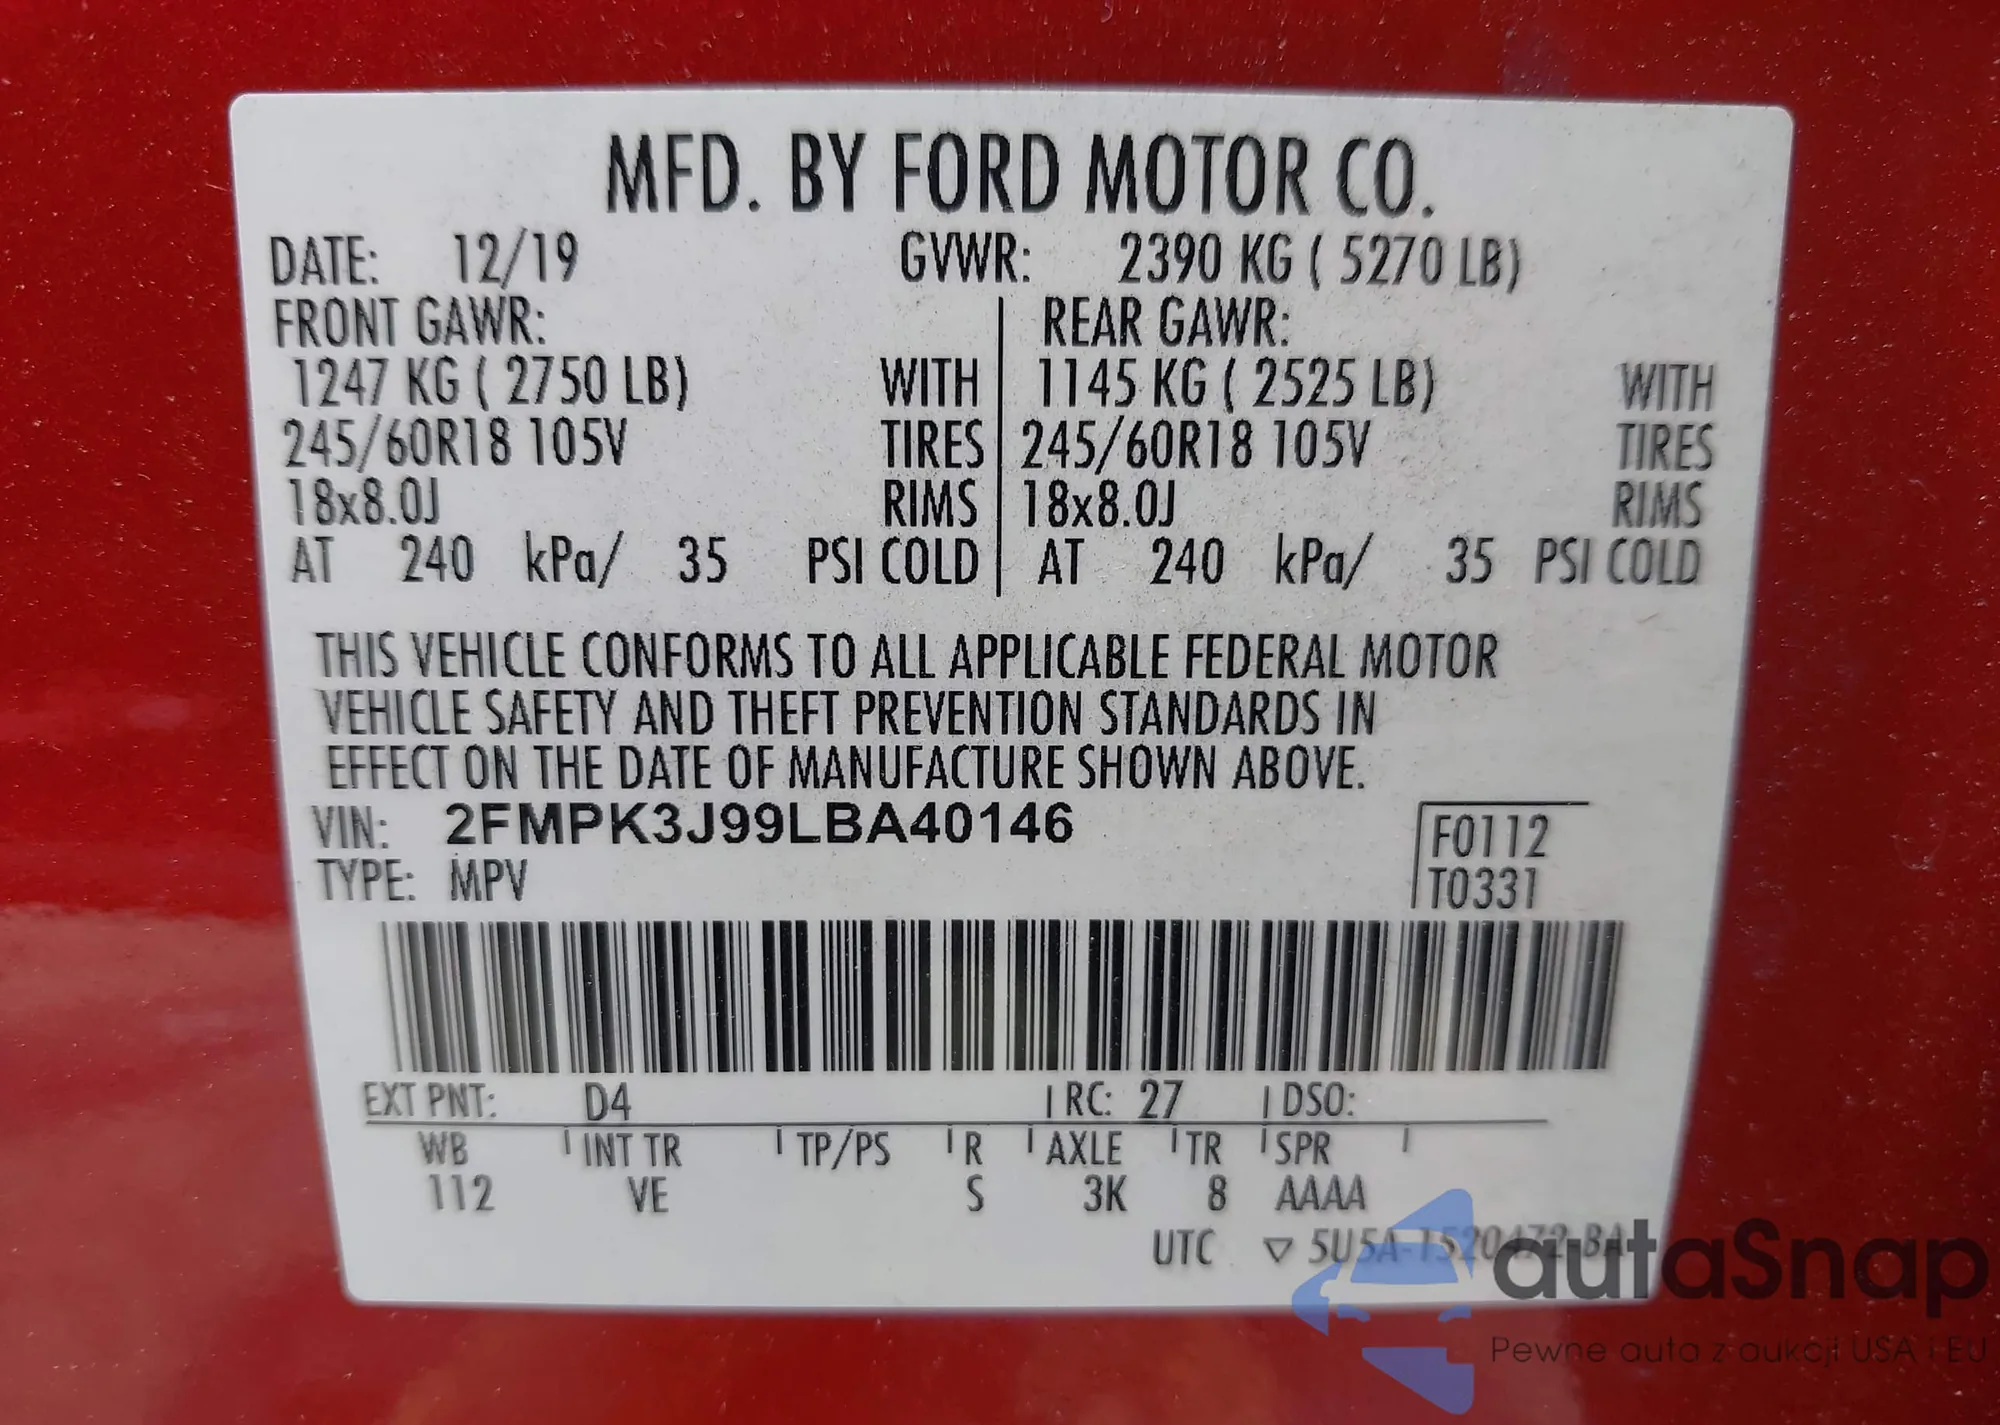 MFD. BY FORD MOTOR CO.
DATE: 12/19 GVWR: 2390 KG ( 5270 LB)
FRONT GAWR: REAR GAWR:
1247 KG ( 2750 LB) WITH 1145 KG ( 2525 LB) WITH
245/60R18 105V TIRES 245/60R18 105V TIRES
18x8.0J RIMS 18x8.0J RIMS
AT 240 kPa/ 35 PSI COLD AT 240 kPa/ 35 PSI COLD
THIS VEHICLE CONFORMS TO ALL APPLICABLE FEDERAL MOTOR
VEHICLE SAFETY AND THEFT PREVENTION STANDARDS IN
EFFECT ON THE DATE OF MANUFACTURE SHOWN ABOVE.
VIN: 2FMPK3J99LBA40146
F0112
TYPE: MPV
T0331
EXT PNT: D4 RC: 27 DSO:
WB INT TR TP/PS R AXLE TR SPR
112 VE S 3K 8 AAAA
UTC ▽ 5U5A-1520472-BA
autaSnap
Pewne auta z aukcji USA i EU